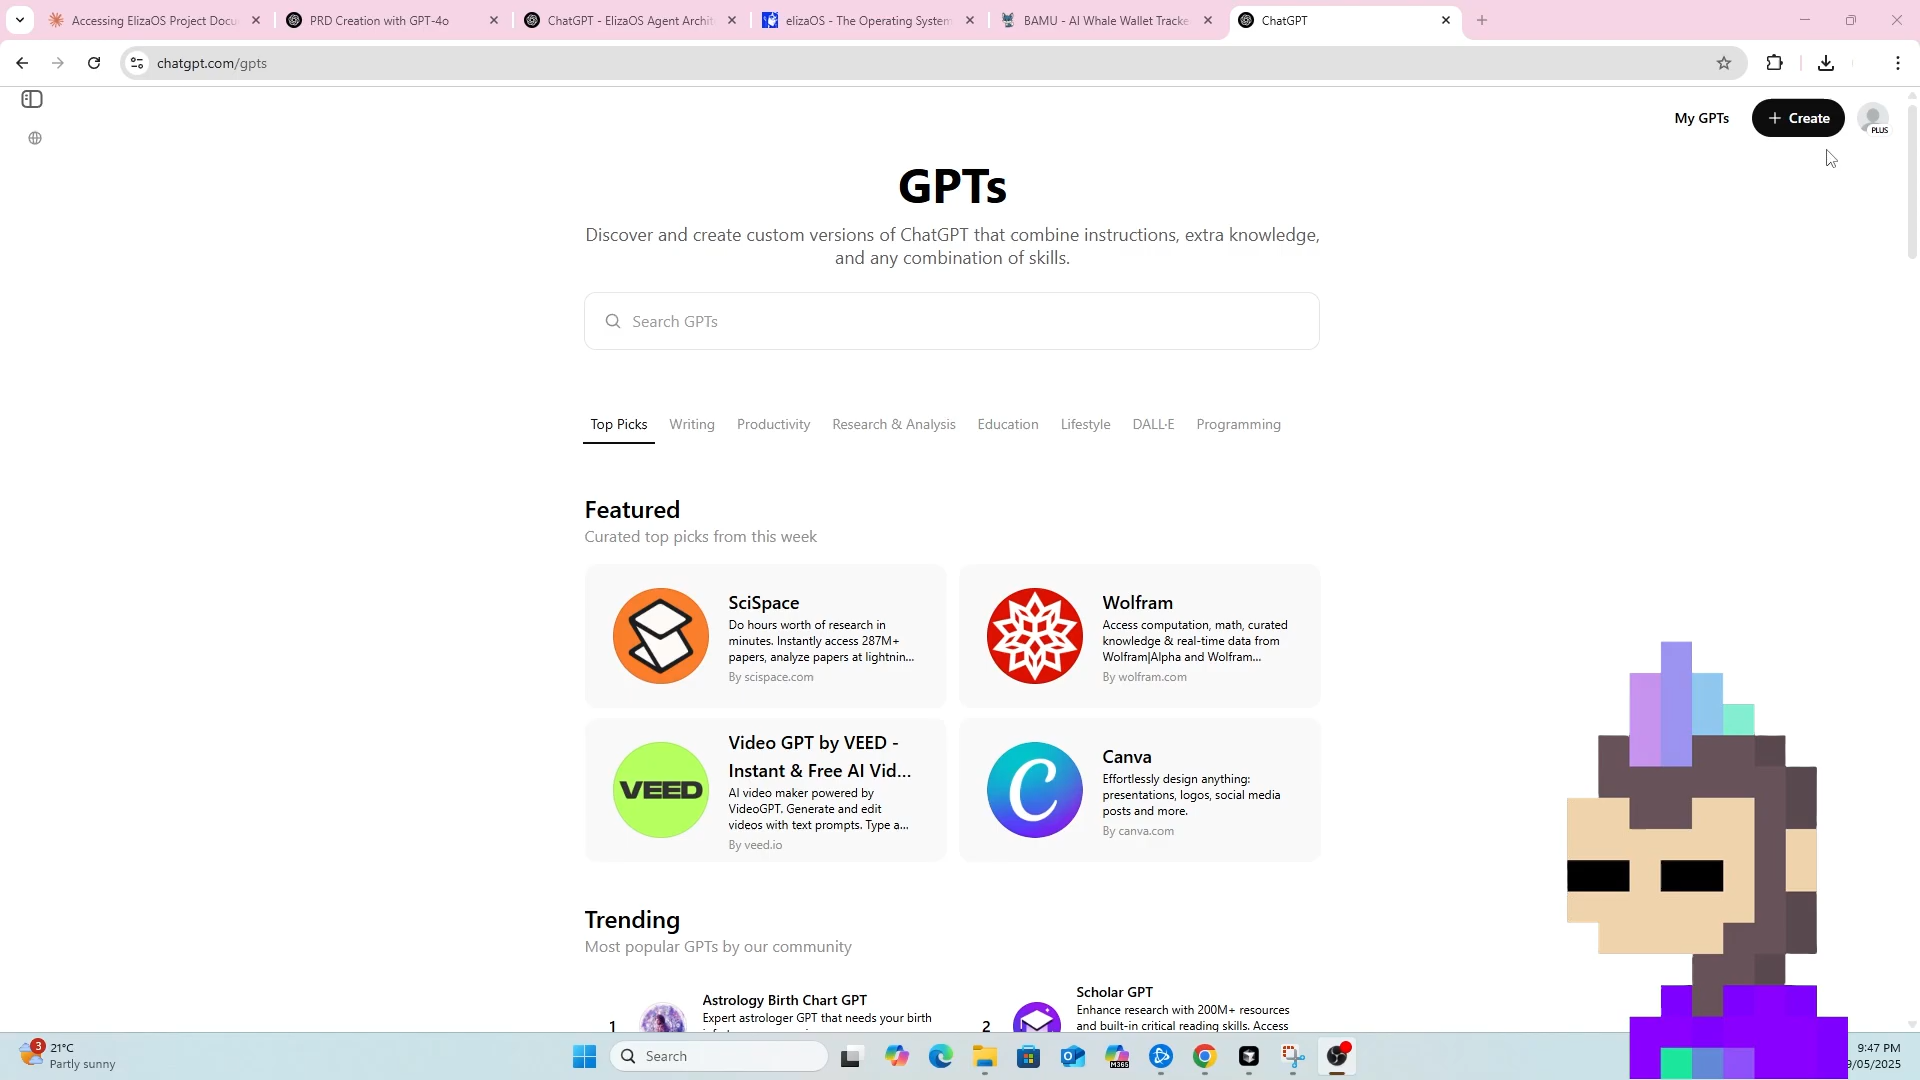 Accessing ElizaOS Project Docu
PRD Creation with GPT-4o
ChatGPT - ElizaOS Agent Archit
elizaOS - The Operating System
BAMU - AI Whale Wallet Tracke
ChatGPT
chatgpt.com/gpts
My GPTs
+ Create
PLUS
GPTs
Discover and create custom versions of ChatGPT that combine instructions, extra knowledge,
and any combination of skills.
Search GPTs
Top Picks Writing Productivity Research & Analysis Education Lifestyle DALL·E Programming
Featured
Curated top picks from this week
SciSpace
Do hours worth of research in
minutes. Instantly access 287M+
papers, analyze papers at lightnin...
By scispace.com
Wolfram
Access computation, math, curated
knowledge & real-time data from
Wolfram|Alpha and Wolfram...
By wolfram.com
VEED
Video GPT by VEED -
Instant & Free AI Vid...
AI video maker powered by
VideoGPT. Generate and edit
videos with text prompts. Type a...
By veed.io
C
Canva
Effortlessly design anything:
presentations, logos, social media
posts and more.
By canva.com
Trending
Most popular GPTs by our community
1
Astrology Birth Chart GPT
Expert astrologer GPT that needs your birth
2
Scholar GPT
Enhance research with 200M+ resources
and built-in critical reading skills. Access
3
21°C
Partly sunny
Search
M365
9:47 PM
9/05/2025